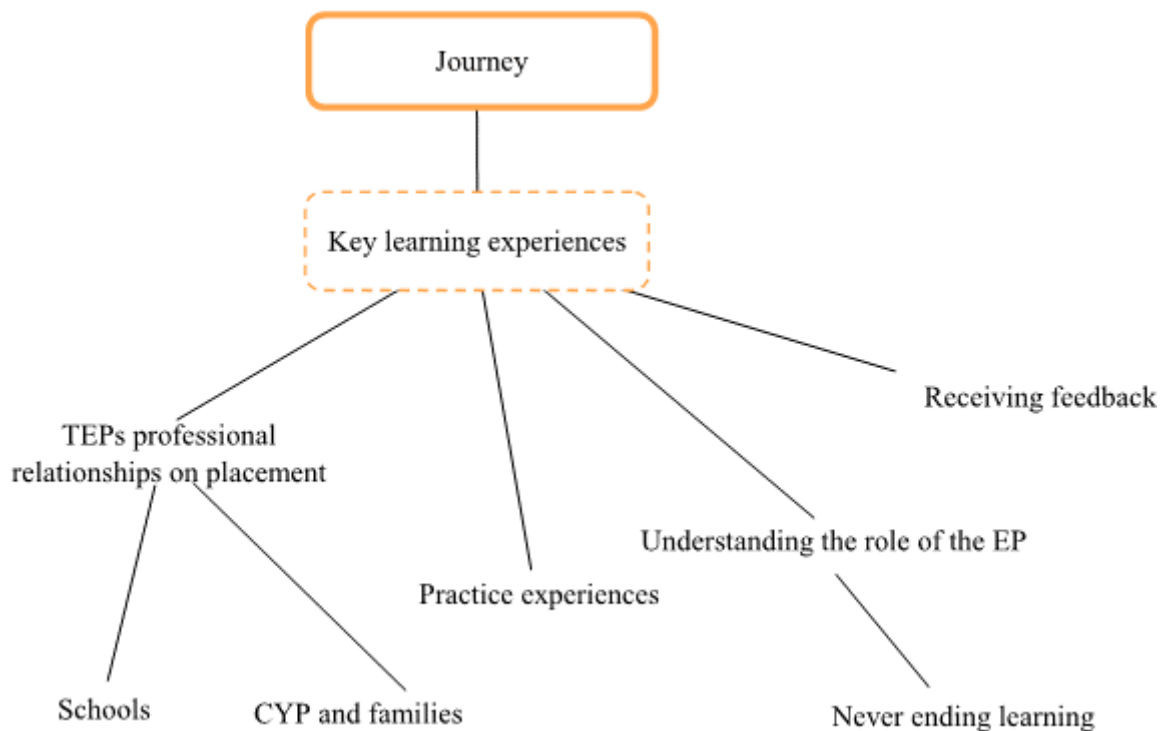 Journey
Key learning experiences
Receiving feedback
TEPs professional
relationships on placement
Understanding the role of the EP
Practice experiences
Schools
CYP and families
Never ending learning